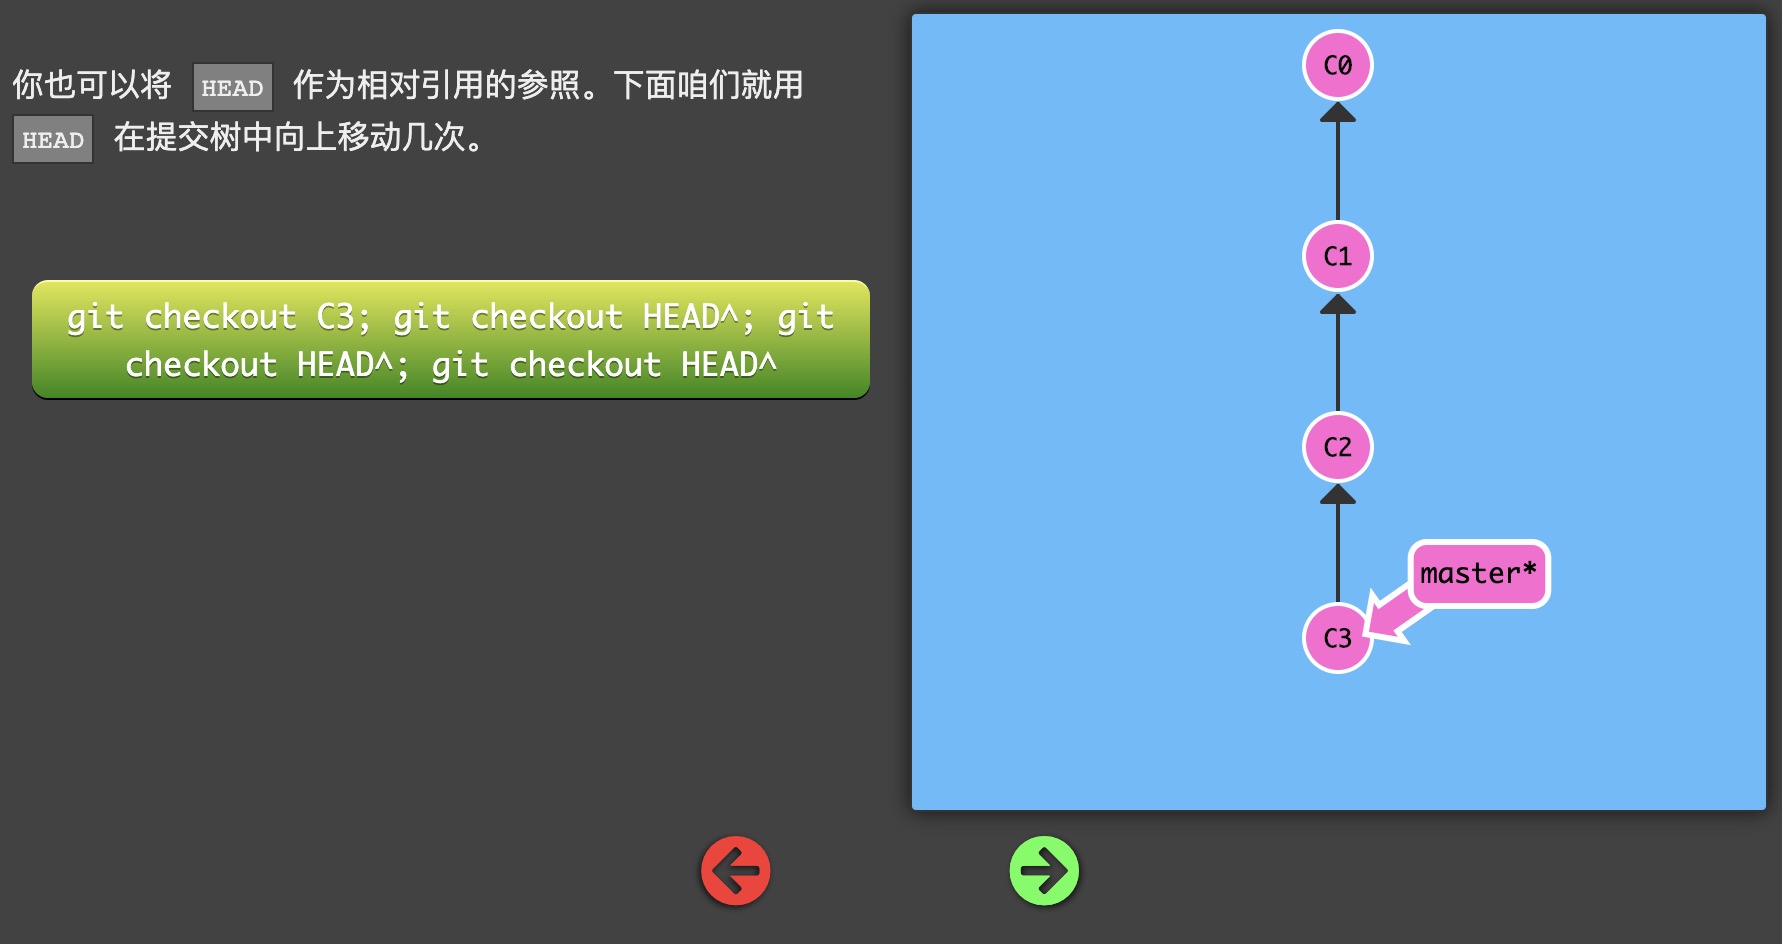 你也可以将 HEAD 作为相对引用的参照。下面咱们就用
HEAD 在提交树中向上移动几次。
git checkout C3; git checkout HEAD^; git
checkout HEAD^; git checkout HEAD^
C0
C1
C2
master*
C3